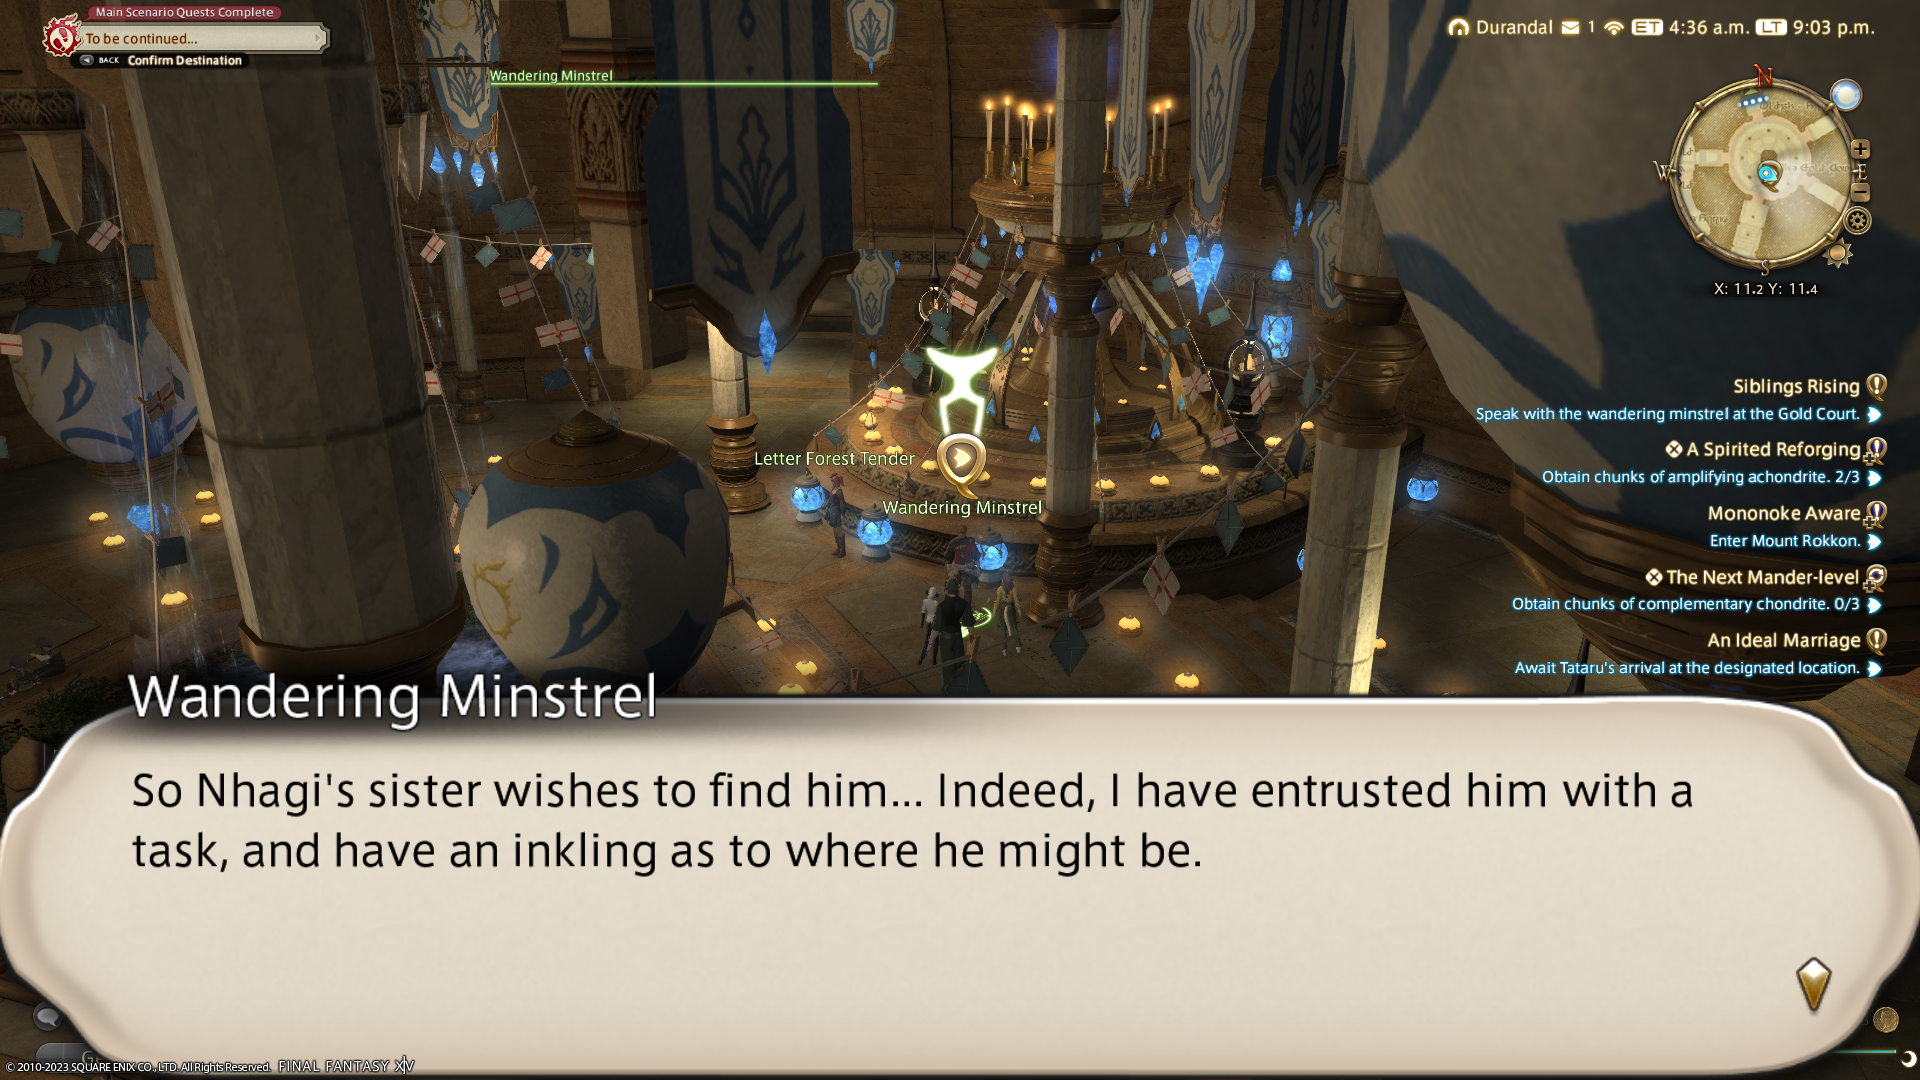 Main Scenario Quests Complete
To be continued...
BACK Confirm Destination
Wandering Minstrel
Durandal 1 ET 4:36 a.m. LT 9:03 p.m.
N
W
E
S
X: 11.2 Y: 11.4
Siblings Rising
Speak with the wandering minstrel at the Gold Court.
A Spirited Reforging
Obtain chunks of amplifying achondrite. 2/3
Mononoke Aware
Enter Mount Rokkon.
The Next Mander-level
Obtain chunks of complementary chondrite. 0/3
An Ideal Marriage
Await Tataru's arrival at the designated location.
Letter Forest Tender
Wandering Minstrel
Wandering Minstrel
So Nhagi's sister wishes to find him... Indeed, I have entrusted him with a
task, and have an inkling as to where he might be.
© 2010-2023 SQUARE ENIX CO., LTD. All Rights Reserved. FINAL FANTASY XIV